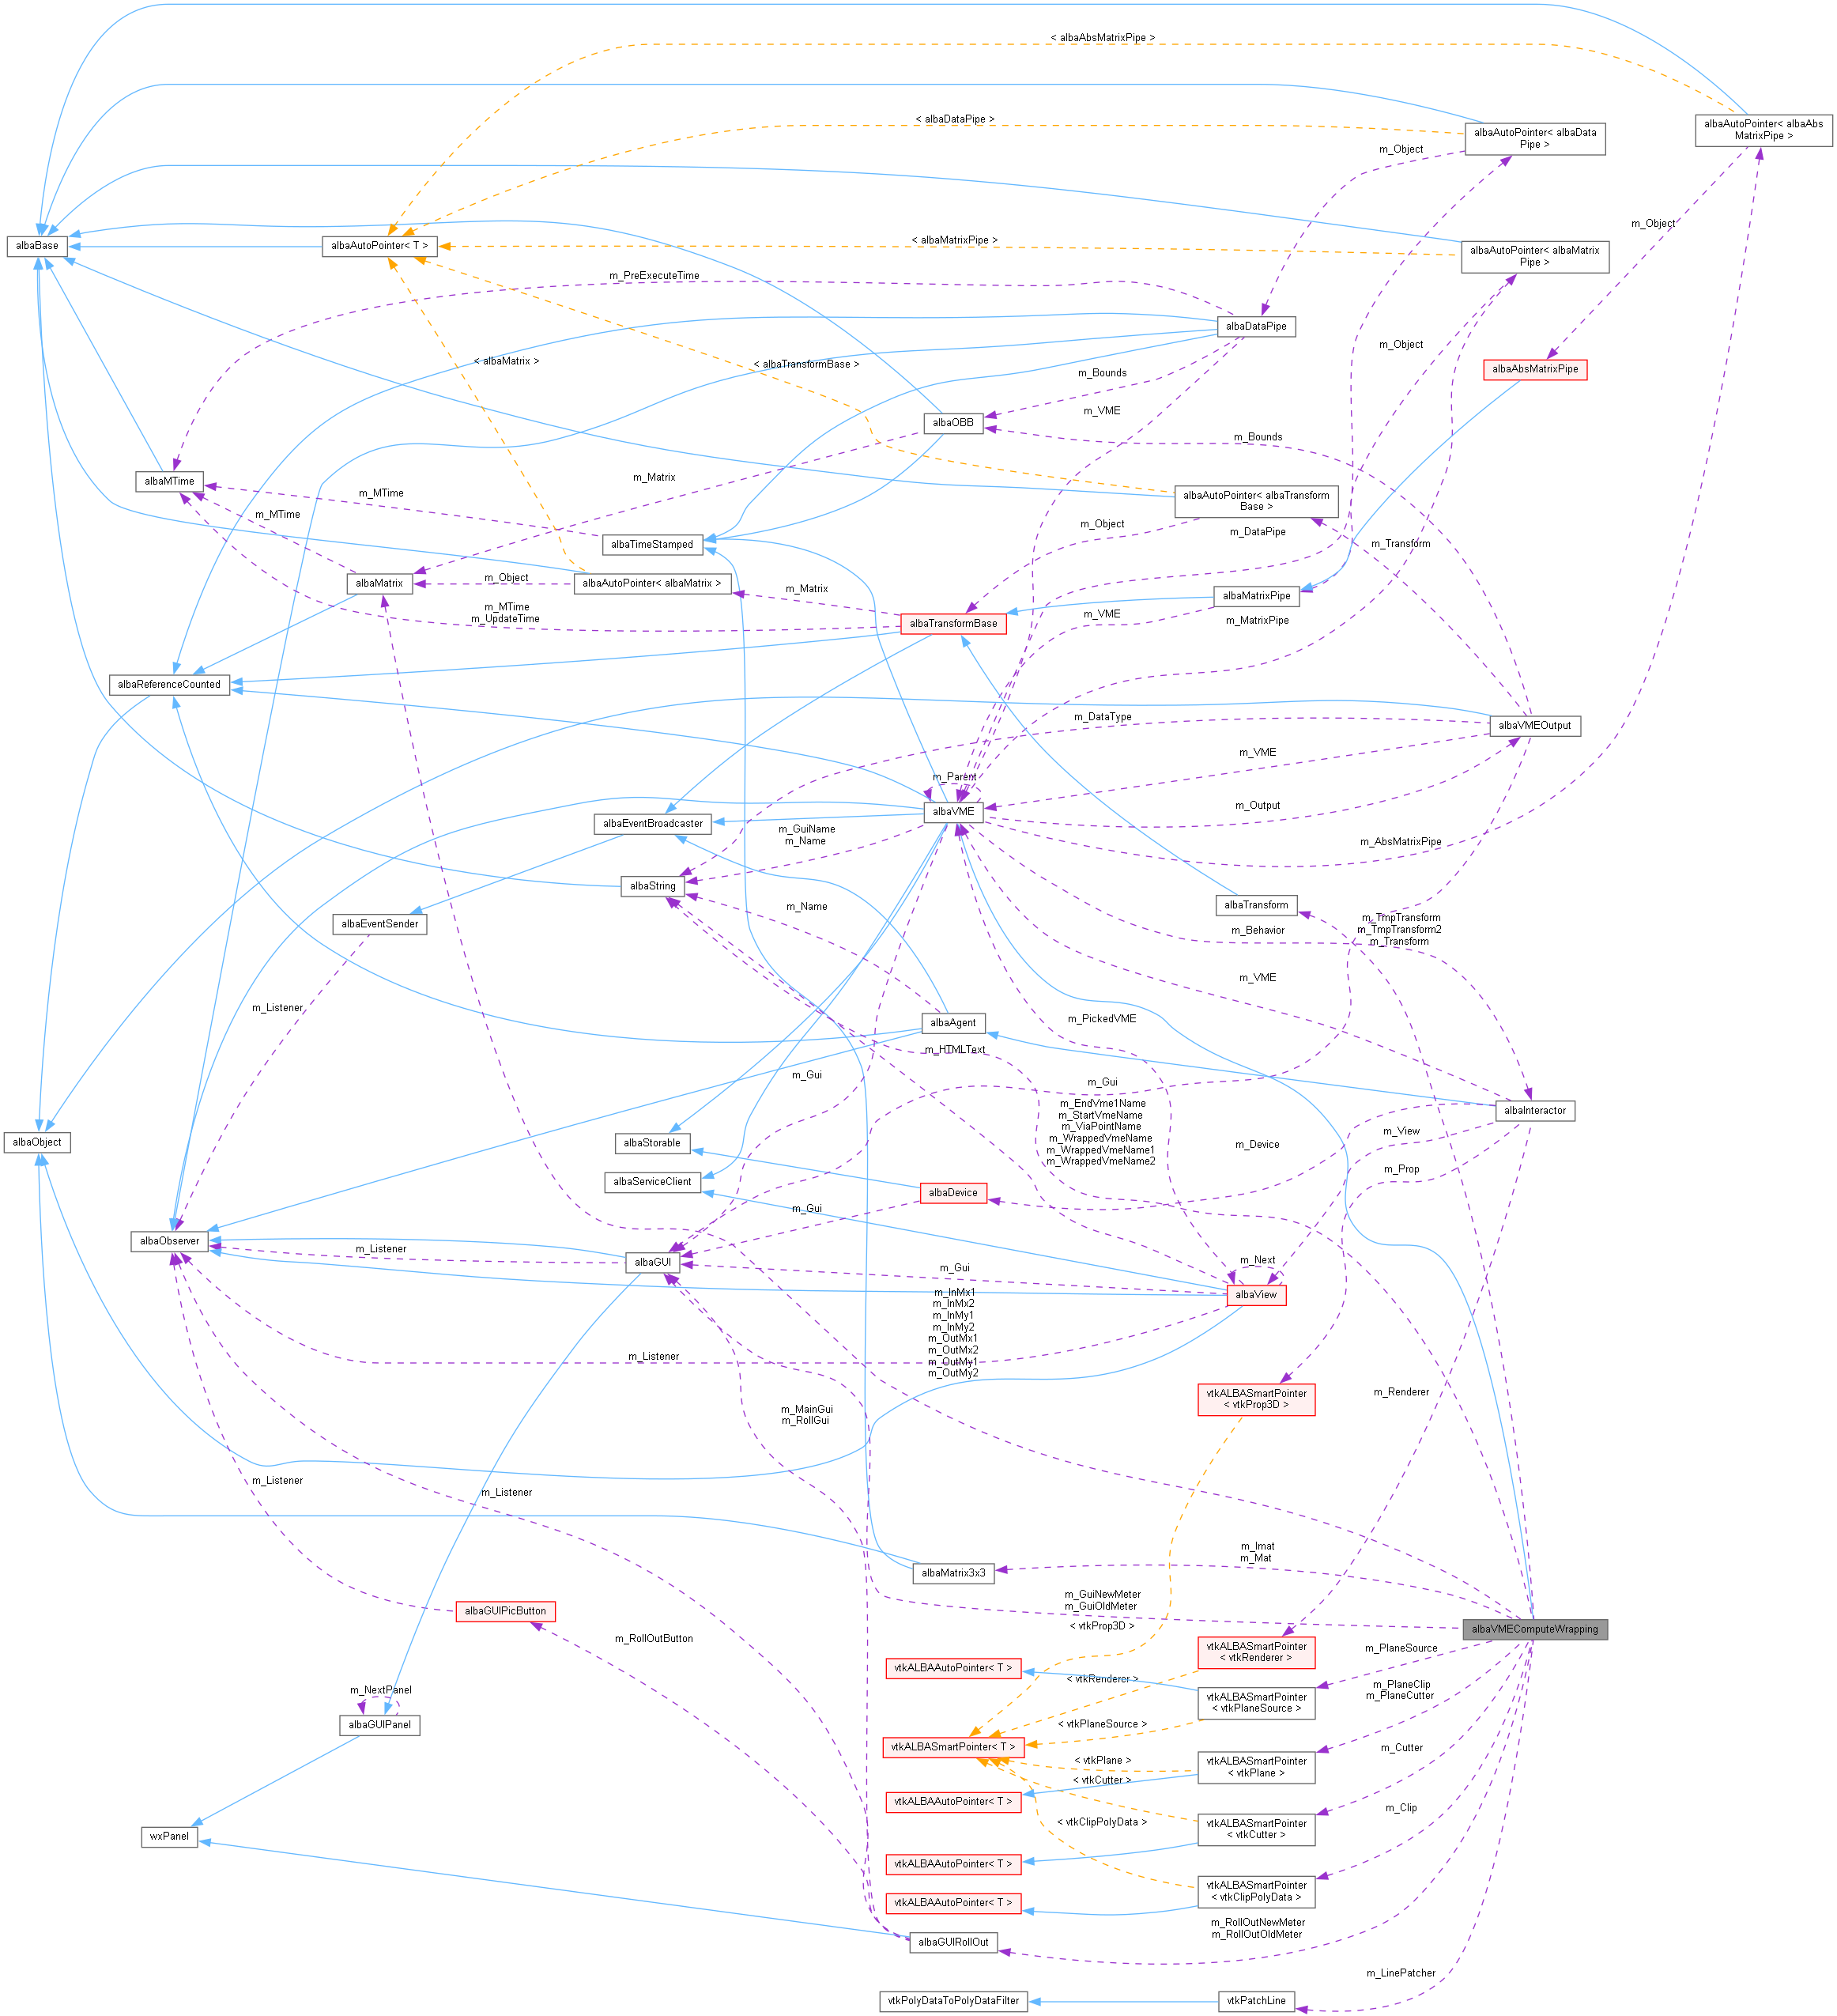 < albaAbsMatrixPipe >
< albaDataPipe >
albaAutoPointer< albaData
Pipe >
albaAutoPointer< albaAbs
MatrixPipe >
m_Object
m_Object
albaBase
albaAutoPointer< T >
< albaMatrixPipe >
albaAutoPointer< albaMatrix
Pipe >
m_PreExecuteTime
albaDataPipe
< albaMatrix >
< albaTransformBase >
m_Object
albaAbsMatrixPipe
m_Bounds
m_VME
albaOBB
m_Bounds
albaMTime
m_Matrix
m_MTime
albaAutoPointer< albaTransform
Base >
m_MTime
m_Object
m_DataPipe
m_Transform
albaTimeStamped
albaMatrix
m_Object
albaAutoPointer< albaMatrix >
m_Matrix
albaMatrixPipe
m_MTime
m_UpdateTime
albaTransformBase
m_VME
m_MatrixPipe
albaReferenceCounted
m_DataType
albaVMEOutput
m_VME
m_Parent
albaVME
m_Output
albaEventBroadcaster
m_GuiName
m_Name
m_AbsMatrixPipe
albaString
albaEventSender
m_Name
albaTransform
m_Behavior
m_TmpTransform
m_TmpTransform2
m_Transform
m_VME
m_Listener
albaAgent
m_PickedVME
m_HTMLText
m_Gui
m_Gui
m_EndVme1Name
m_StartVmeName
m_ViaPointName
m_WrappedVmeName
m_WrappedVmeName1
m_WrappedVmeName2
albaInteractor
albaObject
albaStorable
m_Device
m_View
m_Prop
albaServiceClient
albaDevice
m_Gui
albaObserver
m_Listener
albaGUI
m_Gui
m_Next
albaView
m_InMx1
m_InMx2
m_InMy1
m_InMy2
m_OutMx1
m_OutMx2
m_OutMy1
m_OutMy2
m_Listener
vtkALBASmartPointer
< vtkProp3D >
m_Renderer
m_MainGui
m_RollGui
m_Listener
m_Listener
m_Imat
m_Mat
albaMatrix3x3
albaGUIPicButton
m_GuiNewMeter
m_GuiOldMeter
< vtkProp3D >
albaVMEComputeWrapping
m_RollOutButton
vtkALBASmartPointer
< vtkRenderer >
m_PlaneSource
vtkALBAAutoPointer< T >
< vtkRenderer >
m_NextPanel
vtkALBASmartPointer
< vtkPlaneSource >
m_PlaneClip
m_PlaneCutter
albaGUIPanel
< vtkPlaneSource >
vtkALBASmartPointer< T >
< vtkPlane >
vtkALBASmartPointer
< vtkPlane >
m_Cutter
< vtkCutter >
vtkALBAAutoPointer< T >
wxPanel
< vtkClipPolyData >
vtkALBASmartPointer
< vtkCutter >
m_Clip
vtkALBAAutoPointer< T >
vtkALBASmartPointer
< vtkClipPolyData >
vtkALBAAutoPointer< T >
albaGUIRollOut
m_RollOutNewMeter
m_RollOutOldMeter
m_LinePatcher
vtkPolyDataToPolyDataFilter
vtkPatchLine